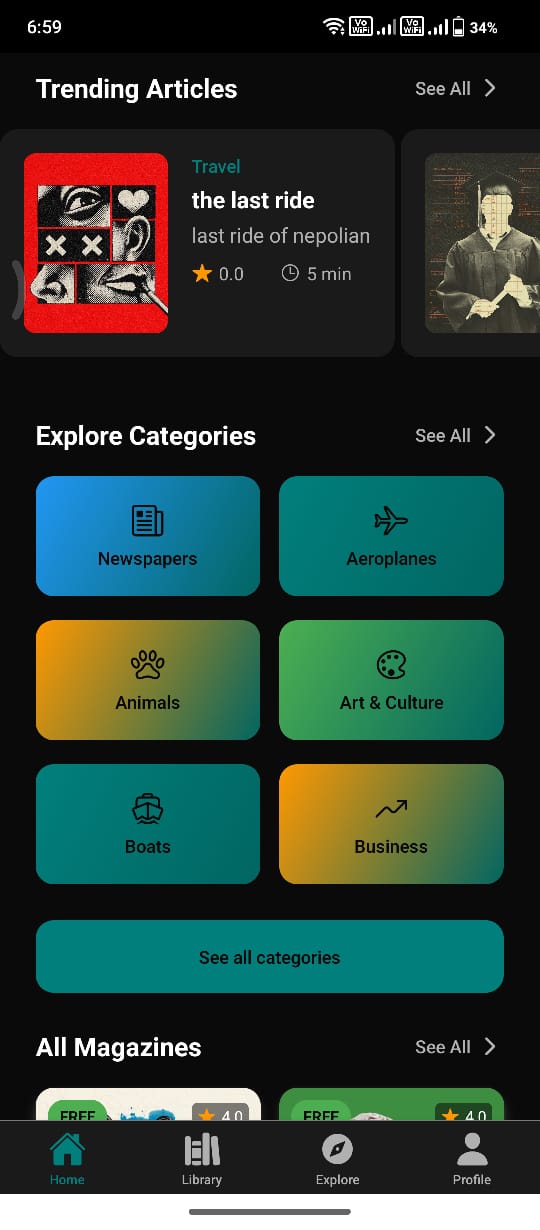 6:59
Vo WiFi
Vo WiFi
34%
Trending Articles
See All
Travel
the last ride
last ride of nepolian
0.0
5 min
Explore Categories
See All
Newspapers
Aeroplanes
Animals
Art & Culture
Boats
Business
See all categories
All Magazines
See All
FREE
4.0
FREE
4.0
Home
Library
Explore
Profile